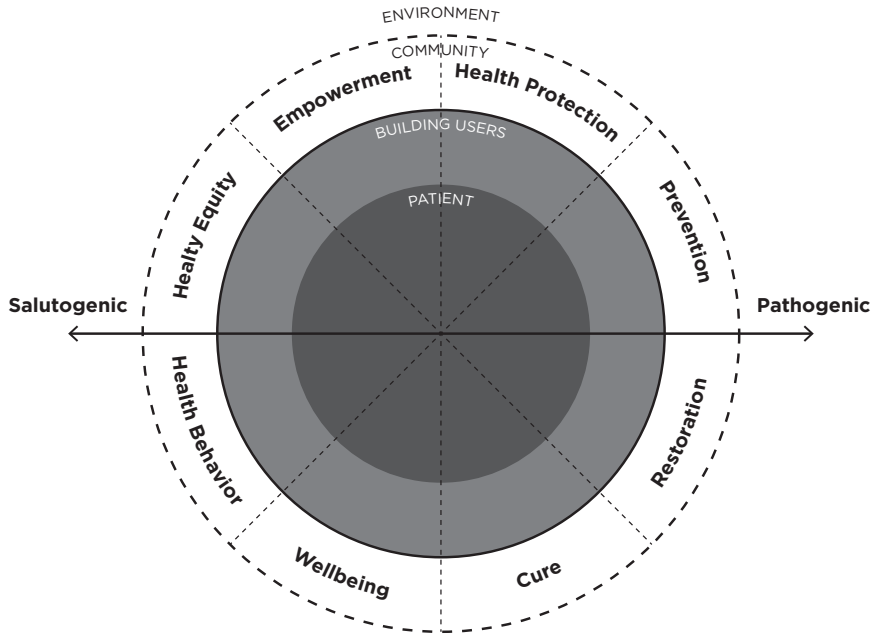 ENVIRONMENT
COMMUNITY
Empowerment
Health Protection
BUILDING USERS
PATIENT
Healty Equity
Prevention
Salutogenic
Pathogenic
Health Behavior
Restoration
Wellbeing
Cure